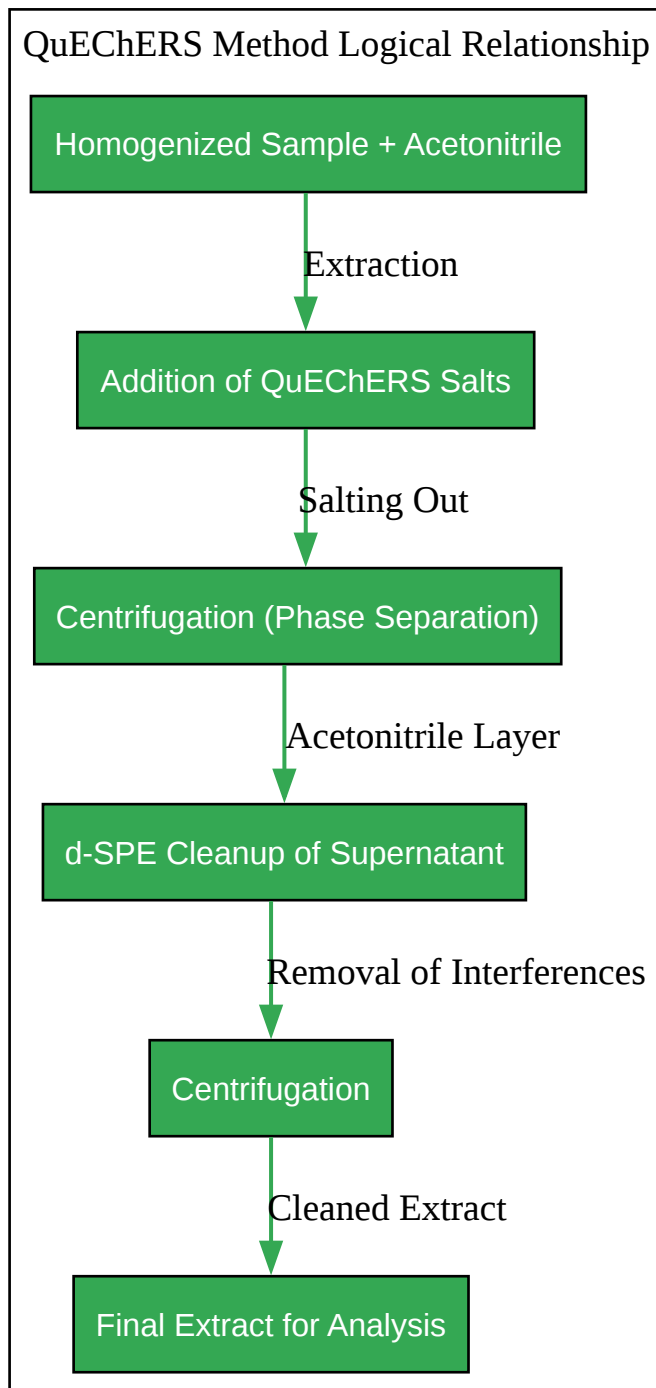 QuEChERS Method Logical Relationship
Homogenized Sample + Acetonitrile
Extraction
Addition of QuEChERS Salts
Salting Out
Centrifugation (Phase Separation)
Acetonitrile Layer
d-SPE Cleanup of Supernatant
Removal of Interferences
Centrifugation
Cleaned Extract
Final Extract for Analysis